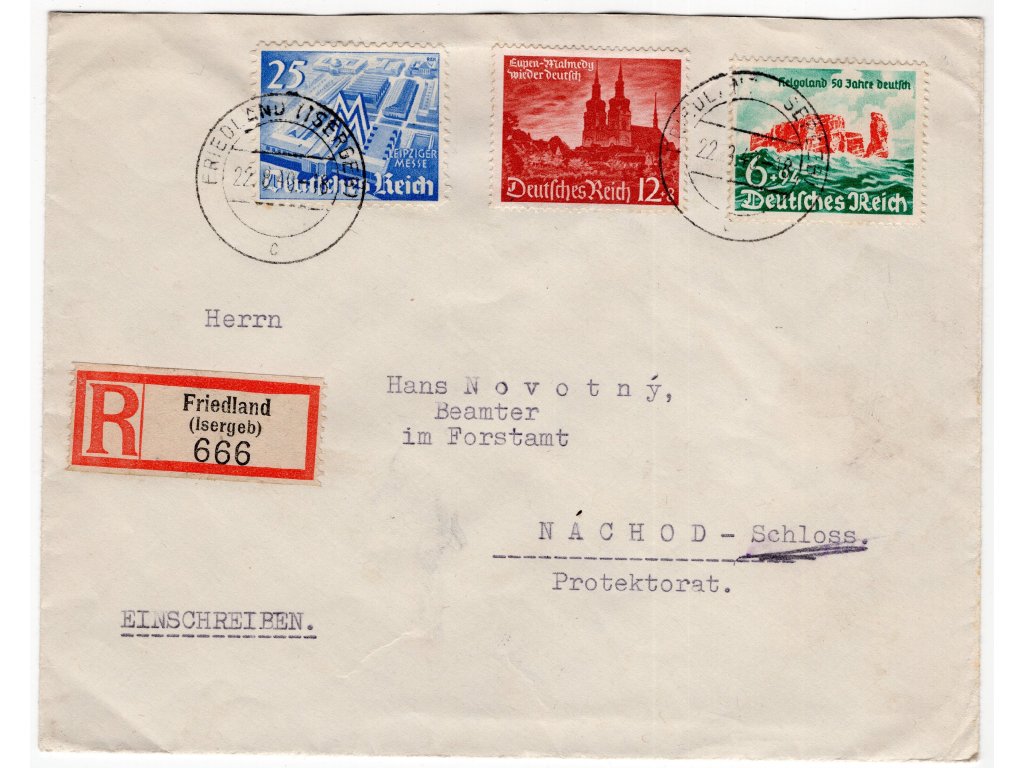 25
LEIPZIGER
MESSE
Deutsches Reich
Eupen-Malmedy
wieder deutsch
Deutsches Reich 12+8
Helgoland 50 Jahre deutsch
6+94
Deutsches Reich
FRIEDLAND (ISERGEB)
c
FRIEDLAND
22.
Herrn
R
Friedland
(Isergeb)
666
Hans Novotný,
Beamter
im Forstamt
NÁCHOD - Schloss.
Protektorat.
EINSCHREIBEN.